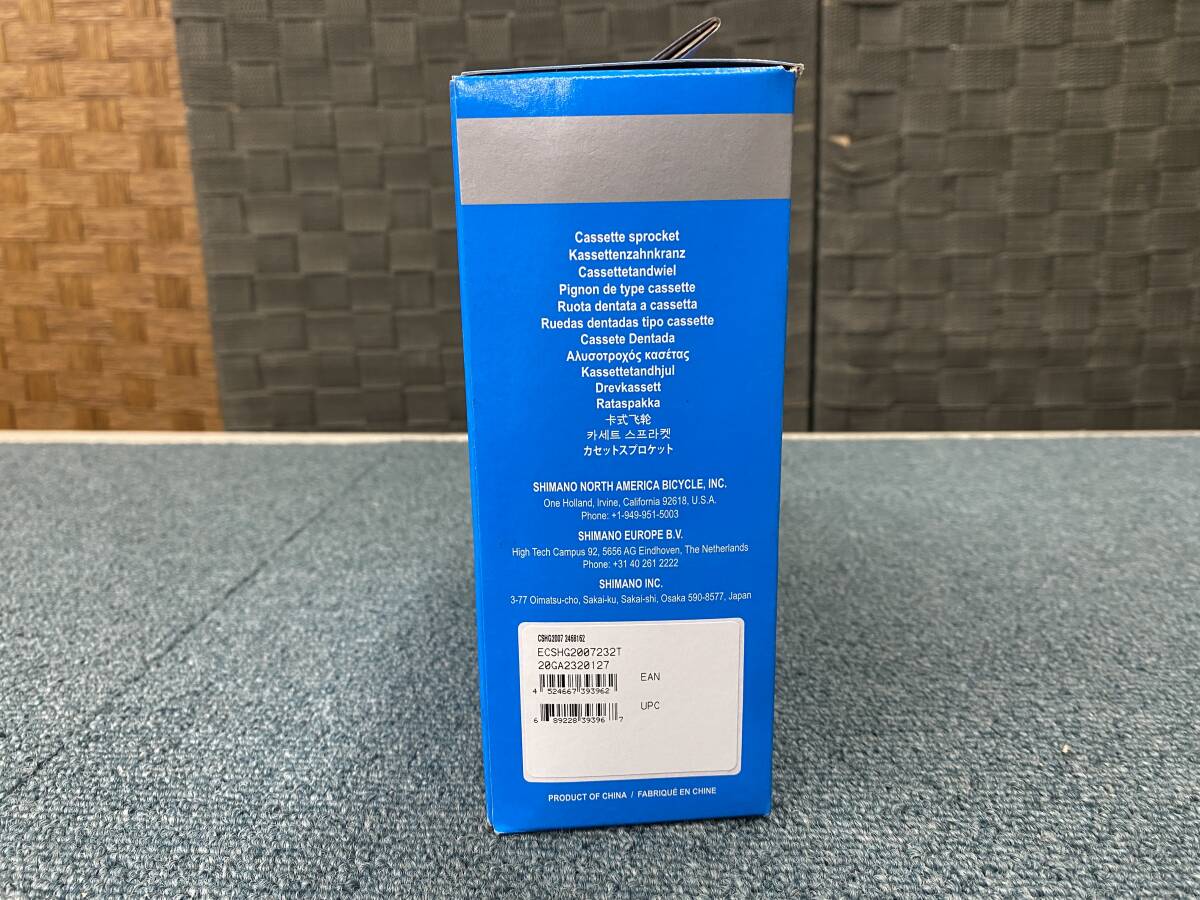 Cassette sprocket
Kassettenzahnkranz
Cassettetandwiel
Pignon de type cassette
Ruota dentata a cassetta
Ruedas dentadas tipo cassette
Cassete Dentada
Αλυσοτροχός κασέτας
Kassettetandhjul
Drevkassett
Rataspakka
卡式飞轮
카세트 스프라켓
カセットスプロケット
SHIMANO NORTH AMERICA BICYCLE, INC.
One Holland, Irvine, California 92618, U.S.A.
Phone: +1-949-951-5003
SHIMANO EUROPE B.V.
High Tech Campus 92, 5656 AG Eindhoven, The Netherlands
Phone: +31 40 261 2222
SHIMANO INC.
3-77 Oimatsu-cho, Sakai-ku, Sakai-shi, Osaka 590-8577, Japan
CSHG2007 2468162
ECSHG2007232T
20GA2320127
EAN
4 524667 393962
UPC
6 89228 39396 7
PRODUCT OF CHINA / FABRIQUÉ EN CHINE